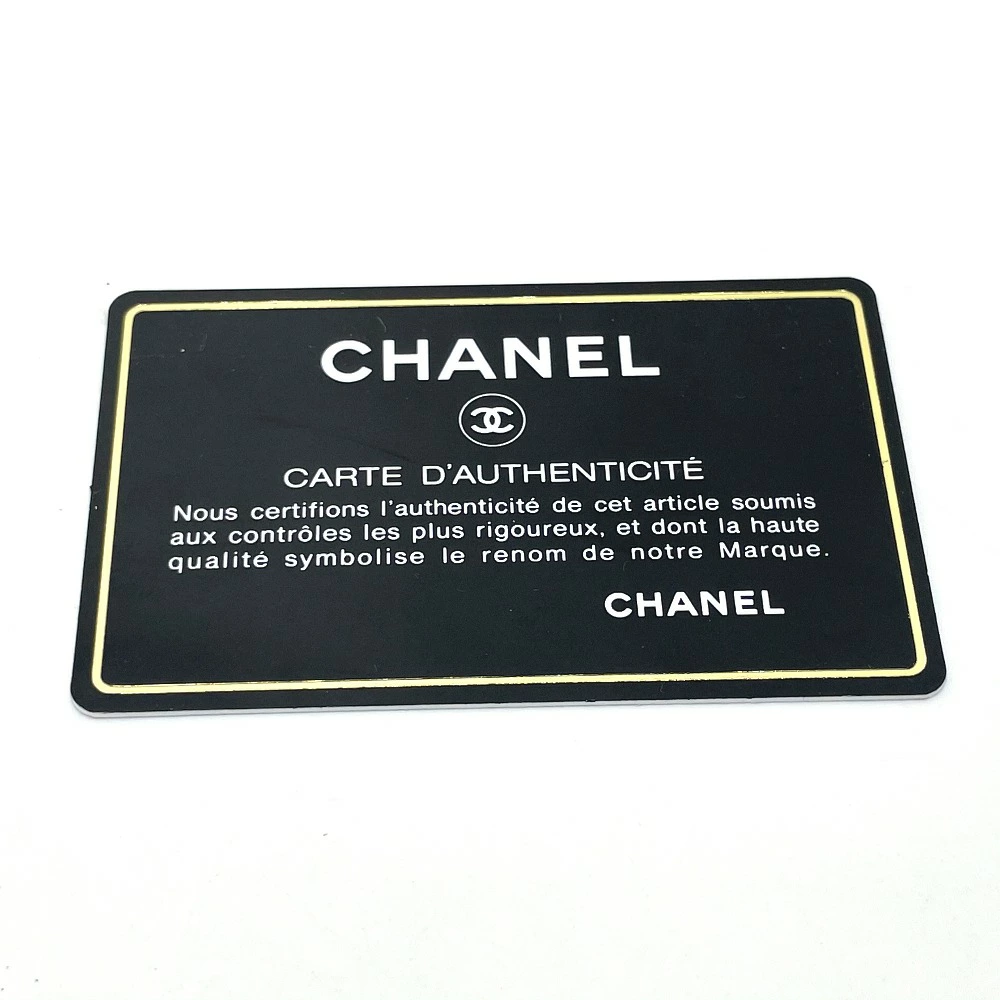 CHANEL
CARTE D'AUTHENTICITÉ
Nous certifions l'authenticité de cet article soumis
aux contrôles les plus rigoureux, et dont la haute
qualité symbolise le renom de notre Marque.
CHANEL